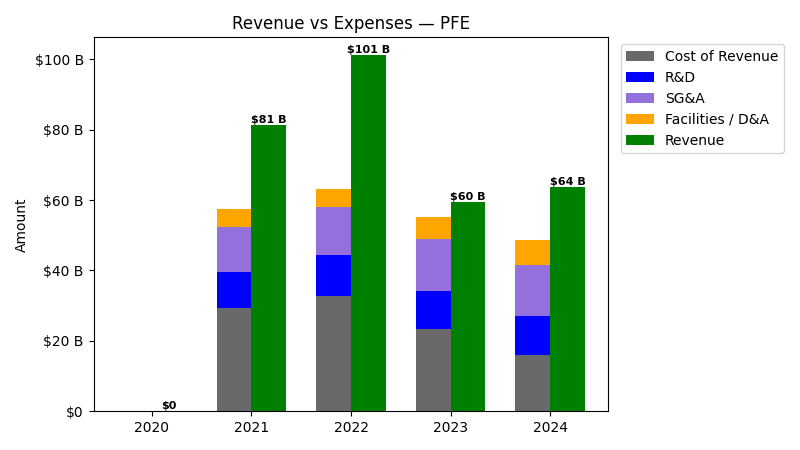 Revenue vs Expenses — PFE
$100 B
$80 B
$60 B
$40 B
$20 B
$0
Amount
$0
$81 B
$101 B
$60 B
$64 B
2020
2021
2022
2023
2024
Cost of Revenue
R&D
SG&A
Facilities / D&A
Revenue